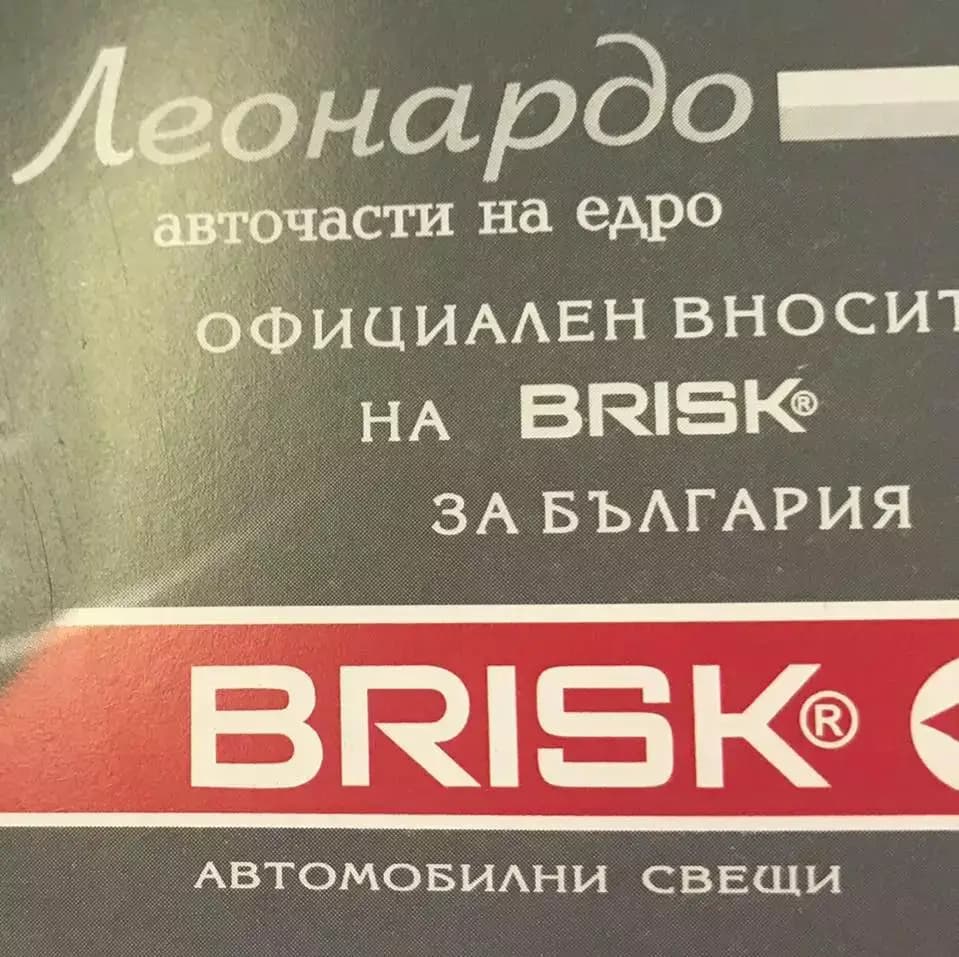 Леонардо
авточасти на едро
ОФИЦИАЛЕН ВНОСИТ
НА BRISK®
ЗА БЪЛГАРИЯ
BRISK®
АВТОМОБИЛНИ СВЕЩИ